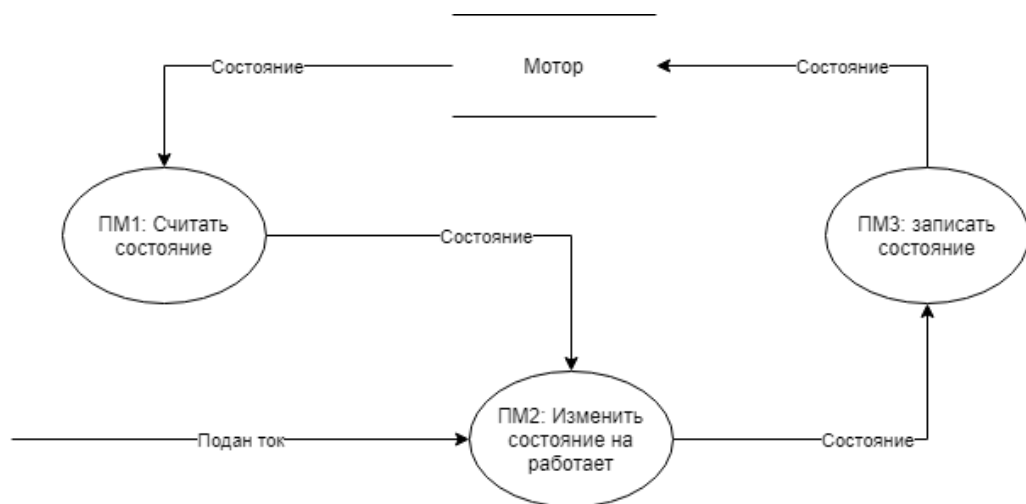 Состояние
Мотор
Состояние
ПМ1: Считать
состояние
Состояние
ПМ3: записать
состояние
Подан ток
ПМ2: Изменить
состояние на
работает
Состояние